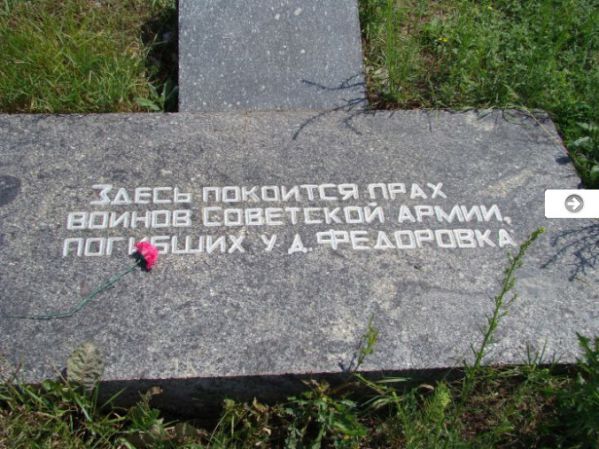 Здесь покоится прах
воинов Советской Армии,
погибших у д. Федоровка